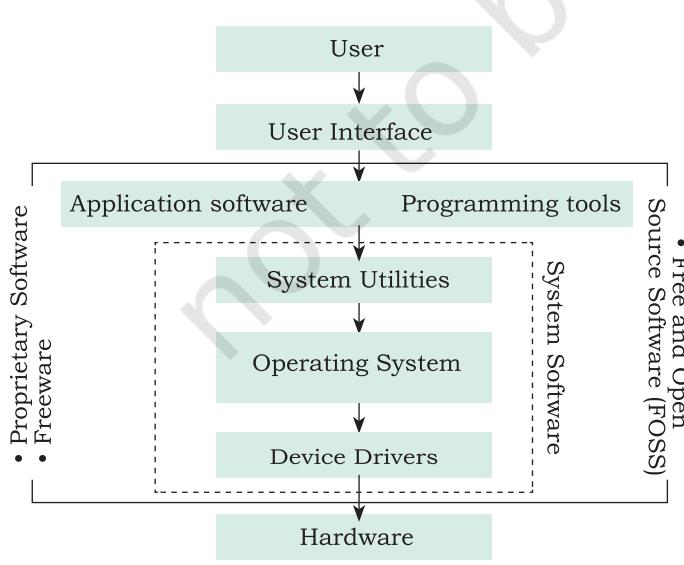 User
User Interface
Application software
Programming tools
System Utilities
Operating System
Device Drivers
Hardware
System Software
• Proprietary Software
• Freeware
• Free and Open
Source Software (FOSS)
not to b